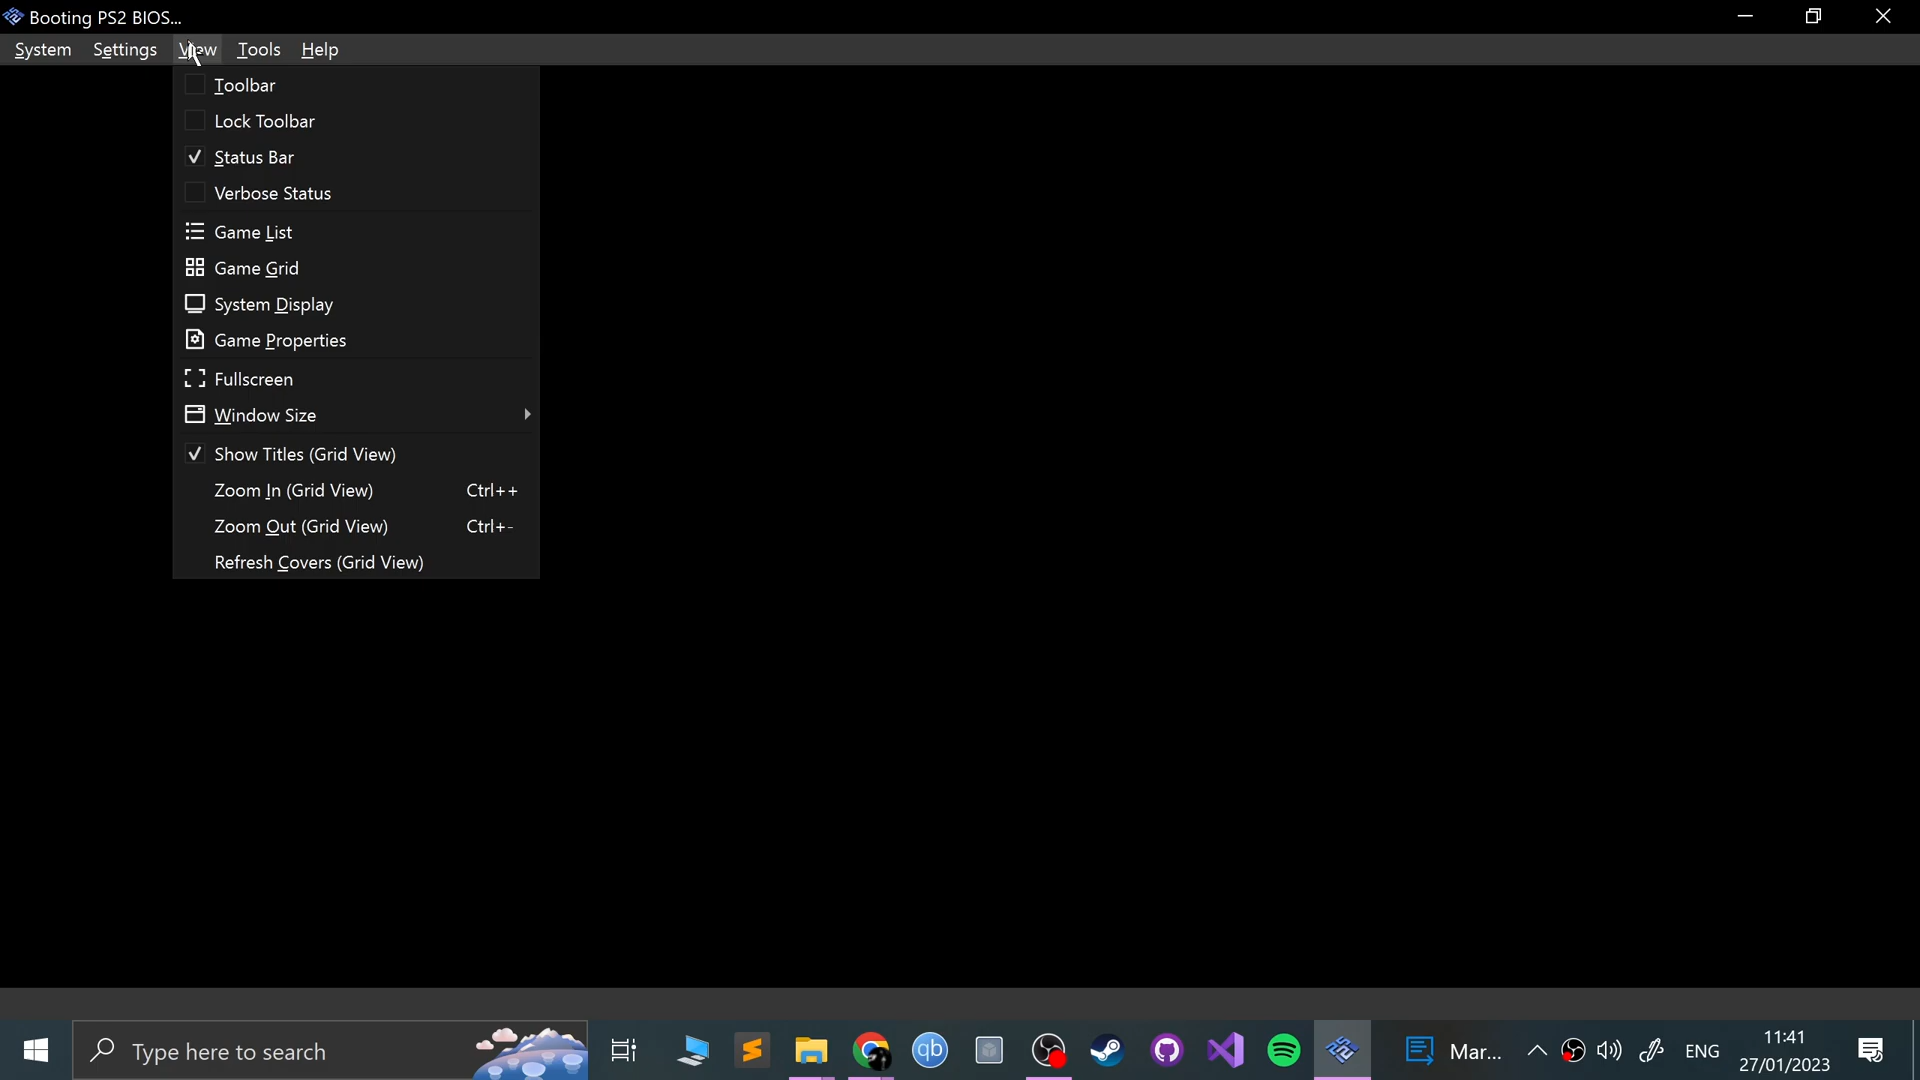 Booting PS2 BIOS...
System Settings View Tools Help
Toolbar
Lock Toolbar
Status Bar
Verbose Status
Game List
Game Grid
System Display
Game Properties
Fullscreen
Window Size
Show Titles (Grid View)
Zoom In (Grid View) Ctrl++
Zoom Out (Grid View) Ctrl+-
Refresh Covers (Grid View)
Type here to search
qb
Mar...
ENG
11:41
27/01/2023